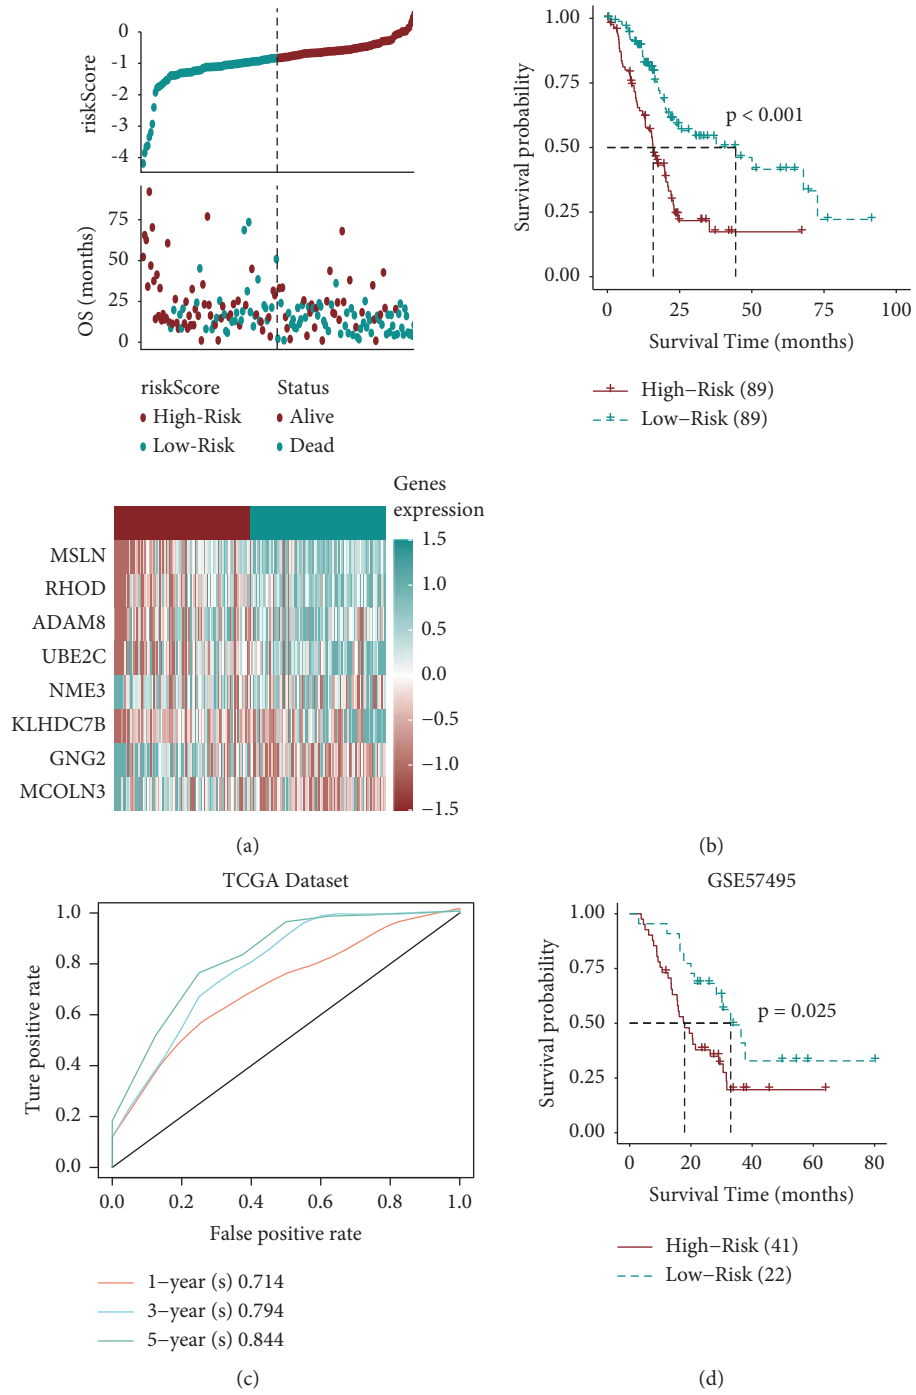 riskScore
0
-1
-2
-3
-4
OS (months)
75
50
25
0
riskScore
High-Risk
Low-Risk
Status
Alive
Dead
Genes
expression
MSLN
RHOD
ADAM8
UBE2C
NME3
KLHDC7B
GNG2
MCOLN3
1.5
1.0
0.5
0.0
−0.5
−1.0
−1.5
(a)
Survival probability
1.00
0.75
0.50
0.25
0.00
p < 0.001
0 25 50 75 100
Survival Time (months)
High−Risk (89)
Low−Risk (89)
(b)
TCGA Dataset
Ture positive rate
1.0
0.8
0.6
0.4
0.2
0.0
0.0 0.2 0.4 0.6 0.8 1.0
False positive rate
1−year (s) 0.714
3−year (s) 0.794
5−year (s) 0.844
(c)
GSE57495
Survival probability
1.00
0.75
0.50
0.25
0.00
p = 0.025
0 20 40 60 80
Survival Time (months)
High−Risk (41)
Low−Risk (22)
(d)